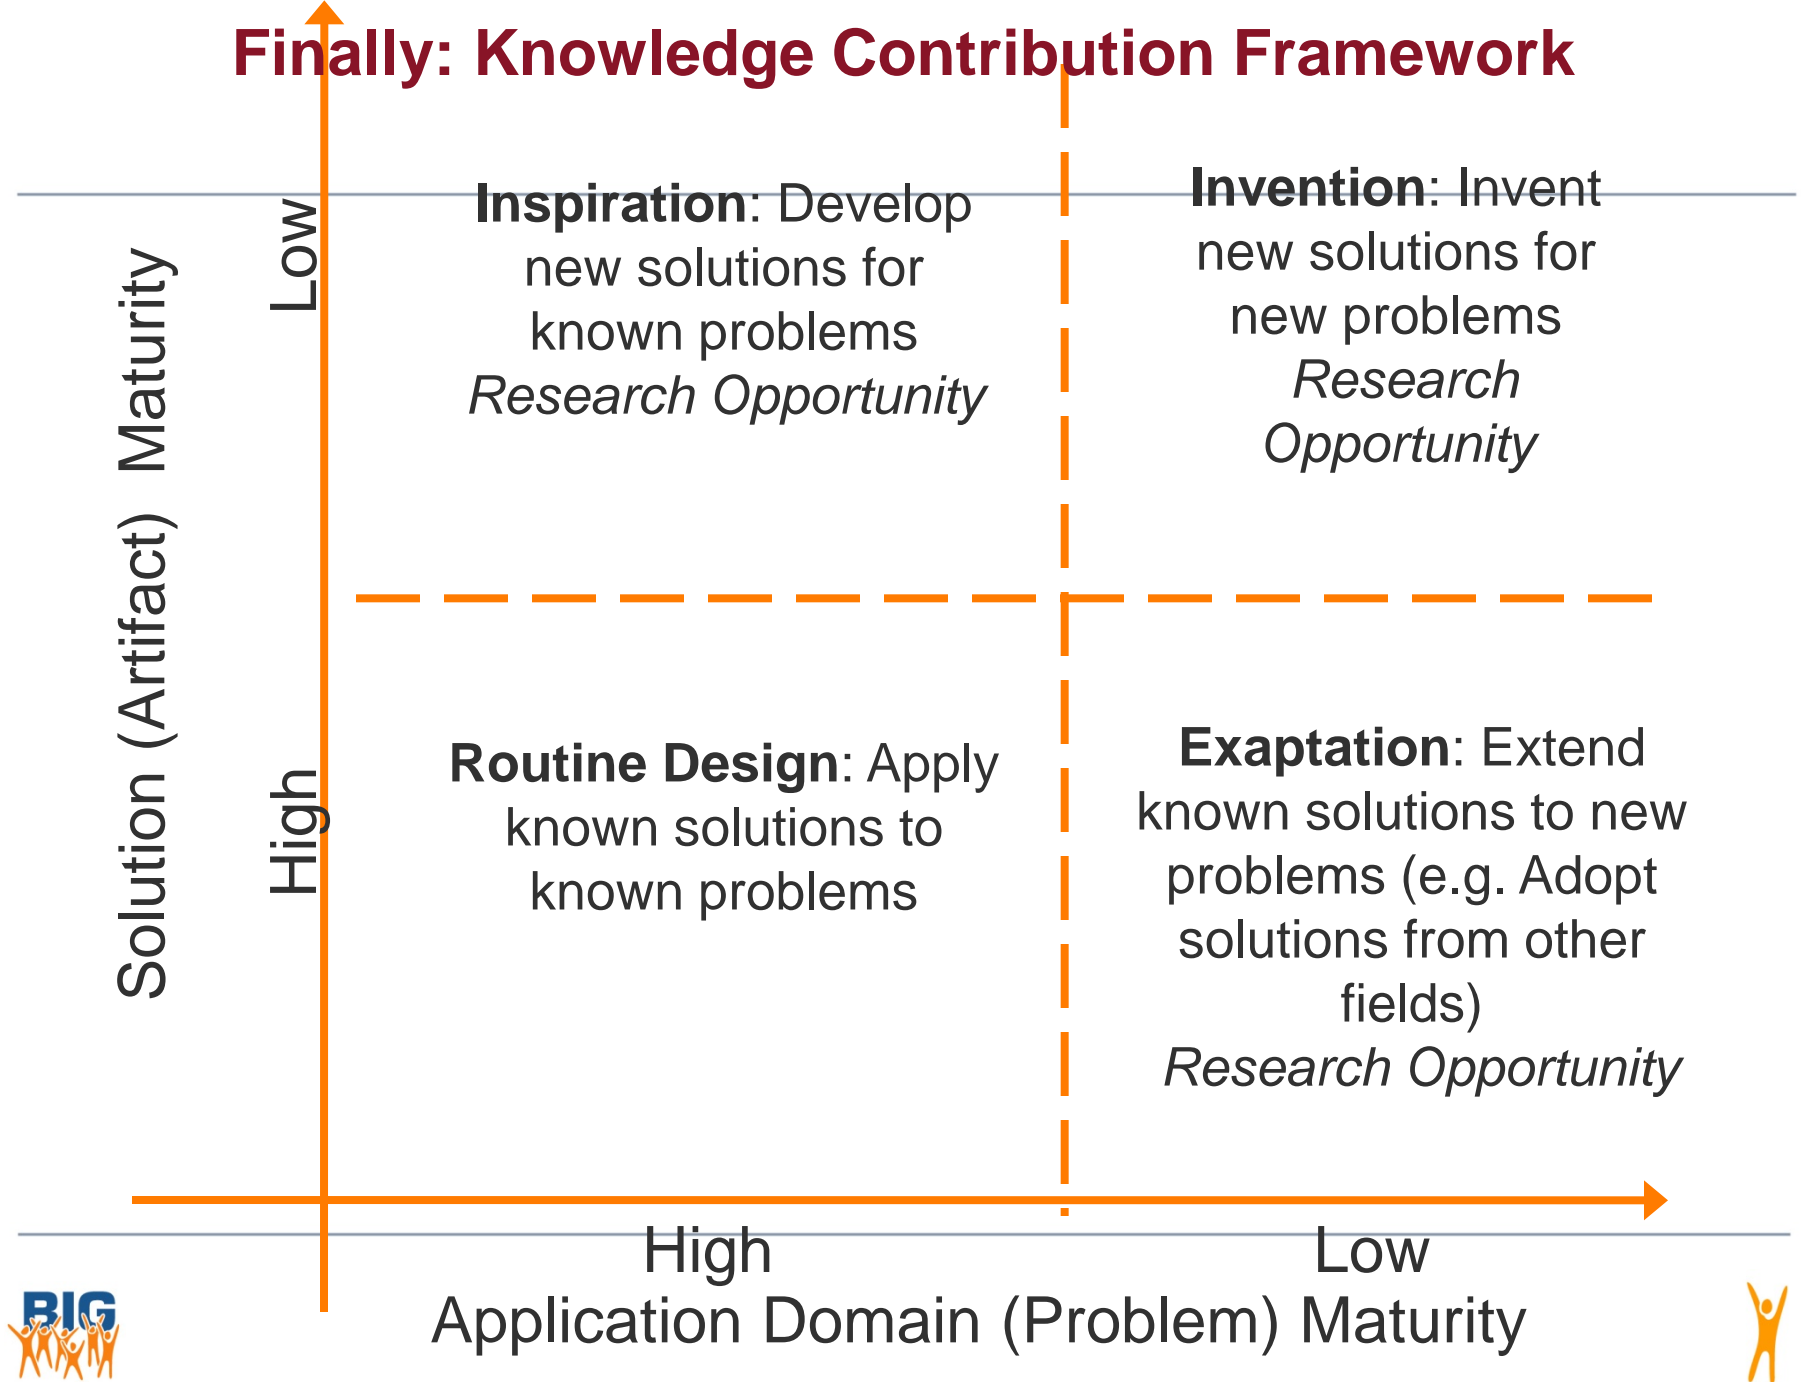 Finally: Knowledge Contribution Framework
Solution (Artifact)  Maturity
Low
High
Inspiration: Develop
new solutions for
known problems
Research Opportunity
Invention: Invent
new solutions for
new problems
Research
Opportunity
Routine Design: Apply
known solutions to
known problems
Exaptation: Extend
known solutions to new
problems (e.g. Adopt
solutions from other
fields)
Research Opportunity
High
Low
Application Domain (Problem) Maturity
BIG